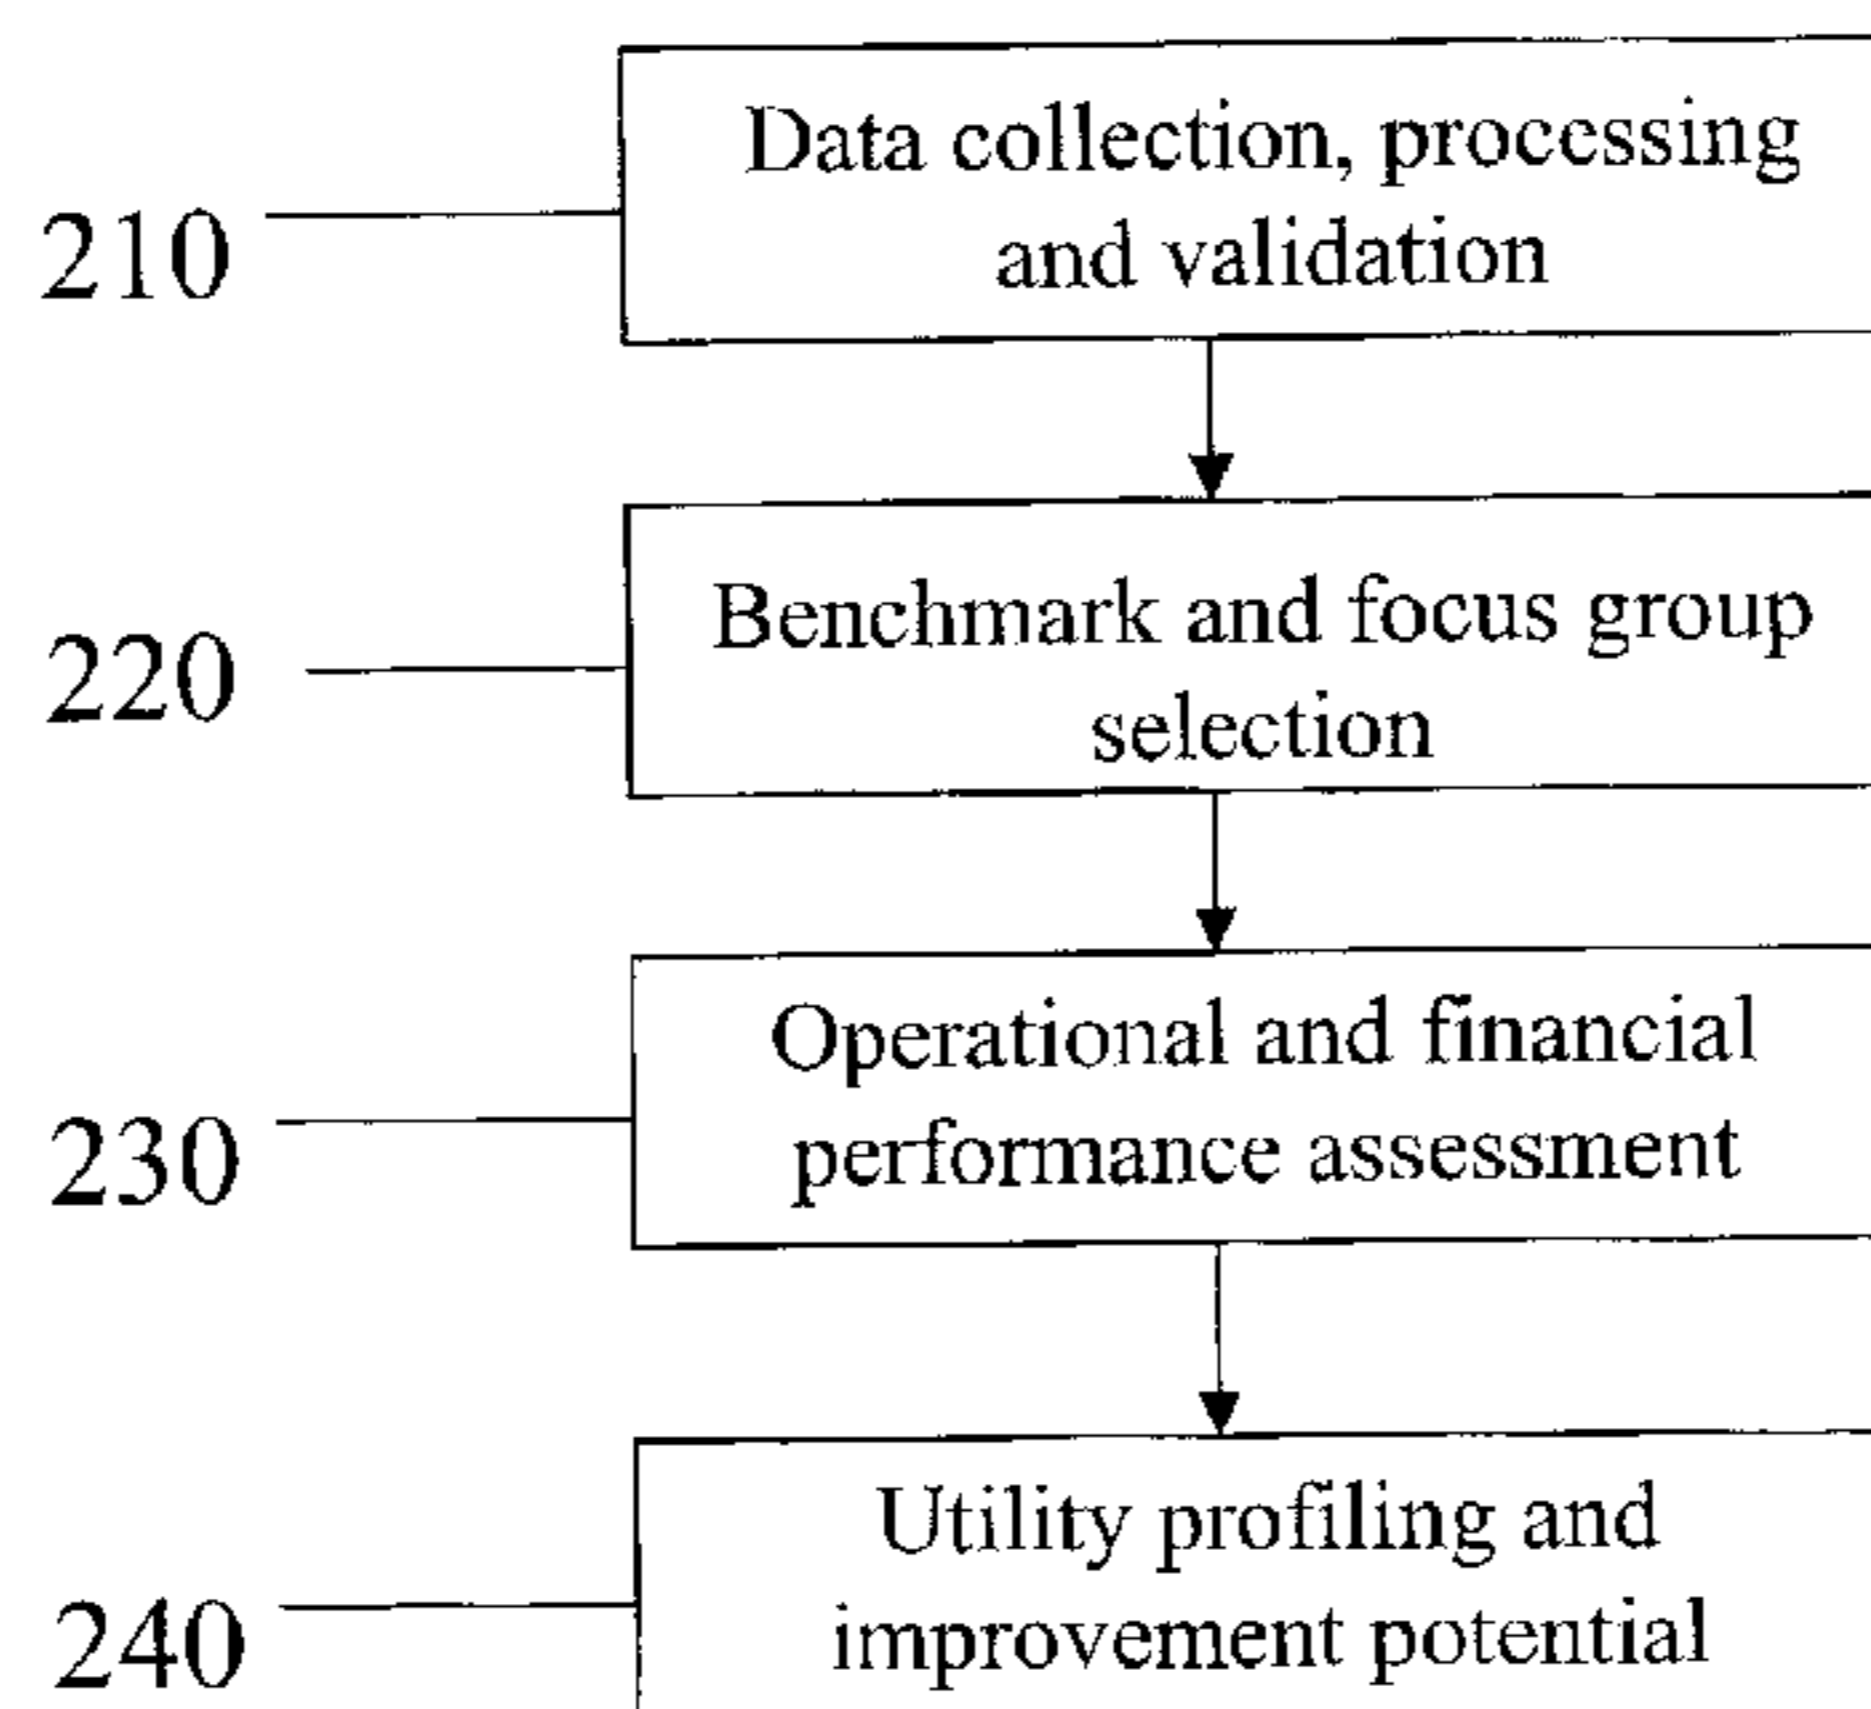 Data collection, processing
and validation
210
Benchmark and focus group
selection
220
Operational and financial
performance assessment
230
Utility profiling and
improvement potential
240